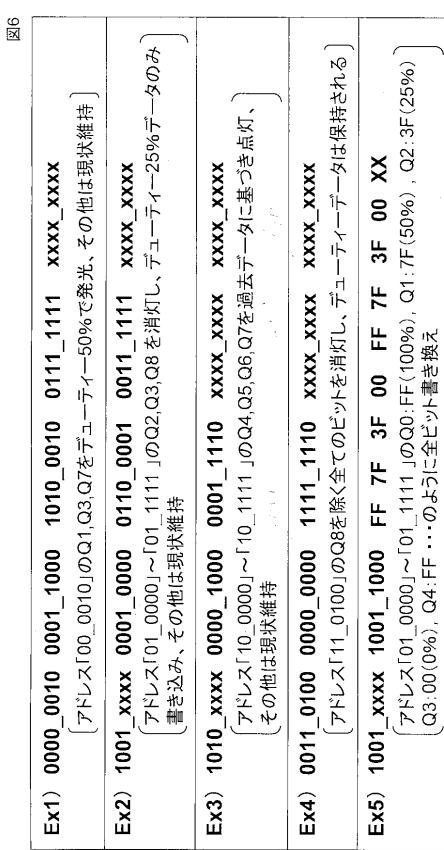 図6
Ex1) 0000_0010 0001_1000 1010_0010 0111_1111 xxxx_xxxx
アドレス「00_0010」のQ1,Q3,Q7をデューティー50%で発光、その他は現状維持
Ex2) 1001_xxxx 0001_0000 0110_0001 0011_1111 xxxx_xxxx
アドレス「01_0000」～「01_1111」のQ2,Q3,Q8を消灯し、デューティー25%データのみ
書き込み、その他は現状維持
Ex3) 1010_xxxx 0000_1000 0001_1110 xxxx_xxxx xxxx_xxxx
アドレス「10_0000」～「10_1111」のQ4,Q5,Q6,Q7を過去データに基づき点灯、
その他は現状維持
Ex4) 0011_0100 0000_0000 1111_1110 xxxx_xxxx xxxx_xxxx
アドレス「11_0100」のQ8を除く全てのビットを消灯し、デューティーデータは保持される
Ex5) 1001_xxxx 1001_1000 FF 7F 3F 00 FF 7F 3F 00 XX
アドレス「01_0000」～「01_1111」のQ0:FF(100%), Q1:7F(50%), Q2:3F(25%)
Q3:00(0%), Q4:FF・・・のように全ビット書き換え